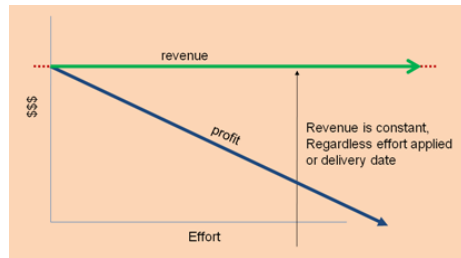 revenue
$$$
profit
Revenue is constant,
Regardless effort applied
or delivery date
Effort